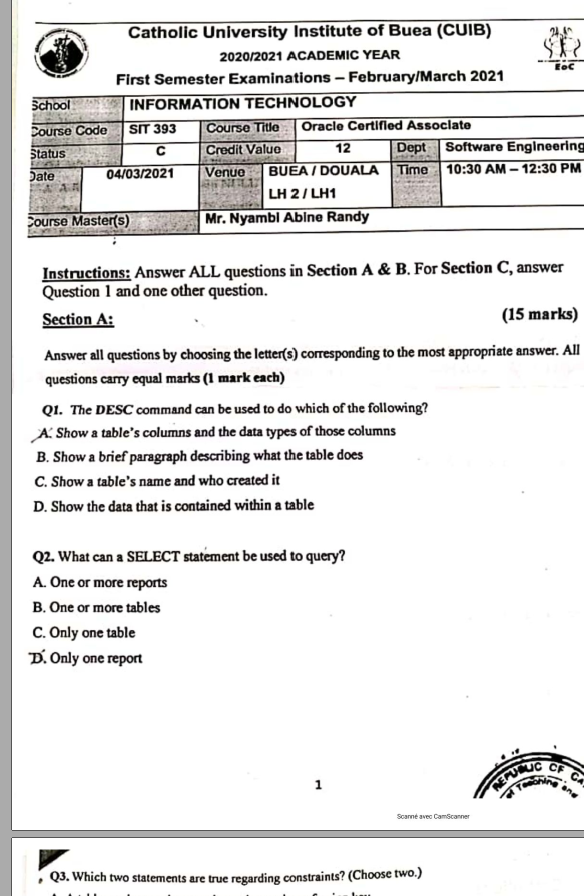 Catholic University Institute of Buea (CUIB)
2020/2021 ACADEMIC YEAR
First Semester Examinations – February/March 2021
EoC
School INFORMATION TECHNOLOGY
Course Code SIT 393 Course Title Oracle Certified Associate
Status C Credit Value 12 Dept Software Engineering
Date 04/03/2021 Venue BUEA / DOUALA Time 10:30 AM – 12:30 PM
LH 2 / LH1
Course Master(s) Mr. Nyambi Abine Randy
Instructions: Answer ALL questions in Section A & B. For Section C, answer
Question 1 and one other question.
Section A: (15 marks)
Answer all questions by choosing the letter(s) corresponding to the most appropriate answer. All
questions carry equal marks (1 mark each)
Q1. The DESC command can be used to do which of the following?
A. Show a table's columns and the data types of those columns
B. Show a brief paragraph describing what the table does
C. Show a table's name and who created it
D. Show the data that is contained within a table
Q2. What can a SELECT statement be used to query?
A. One or more reports
B. One or more tables
C. Only one table
D. Only one report
1
REPUBLIC OF CA
of Teaching and
Scanné avec CamScanner
Q3. Which two statements are true regarding constraints? (Choose two.)